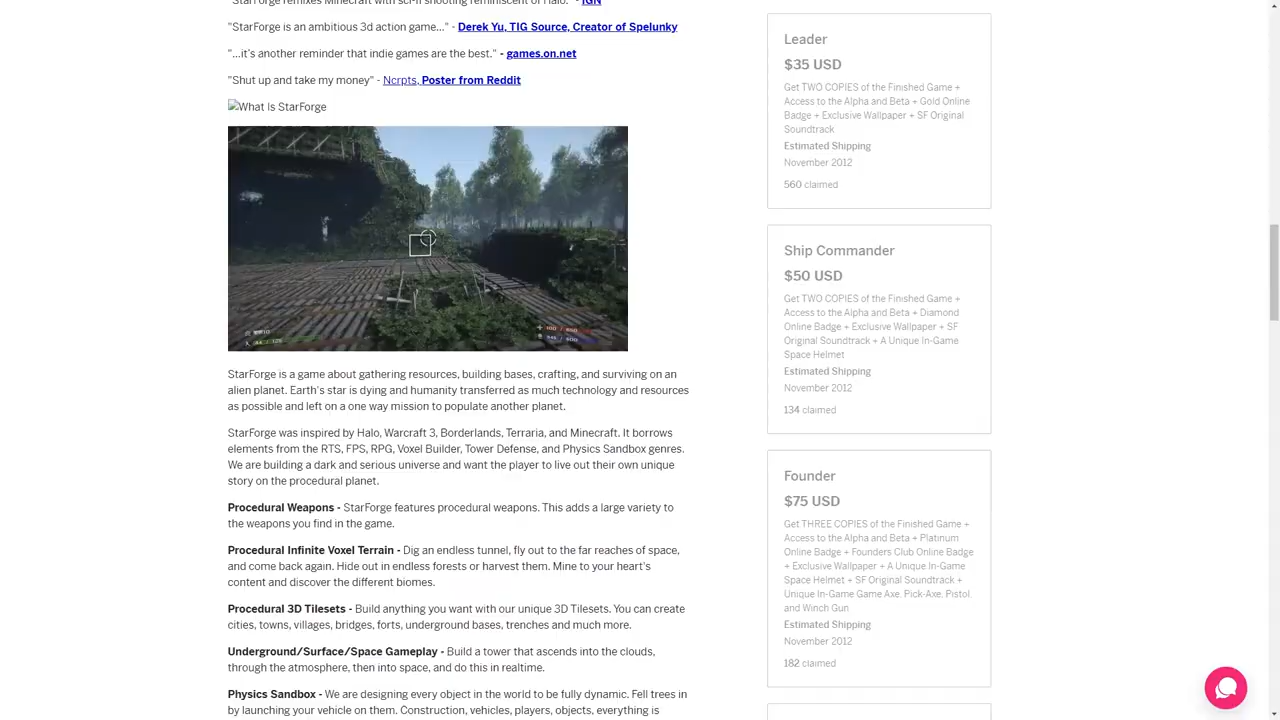 "StarForge remixes Minecraft with sci-fi shooting reminiscent of Halo." - IGN
"StarForge is an ambitious 3d action game..." - Derek Yu, TIG Source, Creator of Spelunky
"...it's another reminder that indie games are the best." - games.on.net
"Shut up and take my money" - Ncrpts, Poster from Reddit
What is StarForge
StarForge is a game about gathering resources, building bases, crafting, and surviving on an
alien planet. Earth's star is dying and humanity transferred as much technology and resources
as possible and left on a one way mission to populate another planet.
StarForge was inspired by Halo, Warcraft 3, Borderlands, Terraria, and Minecraft. It borrows
elements from the RTS, FPS, RPG, Voxel Builder, Tower Defense, and Physics Sandbox genres.
We are building a dark and serious universe and want the player to live out their own unique
story on the procedural planet.
Procedural Weapons - StarForge features procedural weapons. This adds a large variety to
the weapons you find in the game.
Procedural Infinite Voxel Terrain - Dig an endless tunnel, fly out to the far reaches of space,
and come back again. Hide out in endless forests or harvest them. Mine to your heart's
content and discover the different biomes.
Procedural 3D Tilesets - Build anything you want with our unique 3D Tilesets. You can create
cities, towns, villages, bridges, forts, underground bases, trenches and much more.
Underground/Surface/Space Gameplay - Build a tower that ascends into the clouds,
through the atmosphere, then into space, and do this in realtime.
Physics Sandbox - We are designing every object in the world to be fully dynamic. Fell trees in
by launching your vehicle on them. Construction, vehicles, players, objects, everything is
Leader
$35 USD
Get TWO COPIES of the Finished Game +
Access to the Alpha and Beta + Gold Online
Badge + Exclusive Wallpaper + SF Original
Soundtrack
Estimated Shipping
November 2012
560 claimed
Ship Commander
$50 USD
Get TWO COPIES of the Finished Game +
Access to the Alpha and Beta + Diamond
Online Badge + Exclusive Wallpaper + SF
Original Soundtrack + A Unique In-Game
Space Helmet
Estimated Shipping
November 2012
134 claimed
Founder
$75 USD
Get THREE COPIES of the Finished Game +
Access to the Alpha and Beta + Platinum
Online Badge + Founders Club Online Badge
+ Exclusive Wallpaper + A Unique In-Game
Space Helmet + SF Original Soundtrack +
Unique In-Game Game Axe, Pick-Axe, Pistol,
and Winch Gun
Estimated Shipping
November 2012
182 claimed